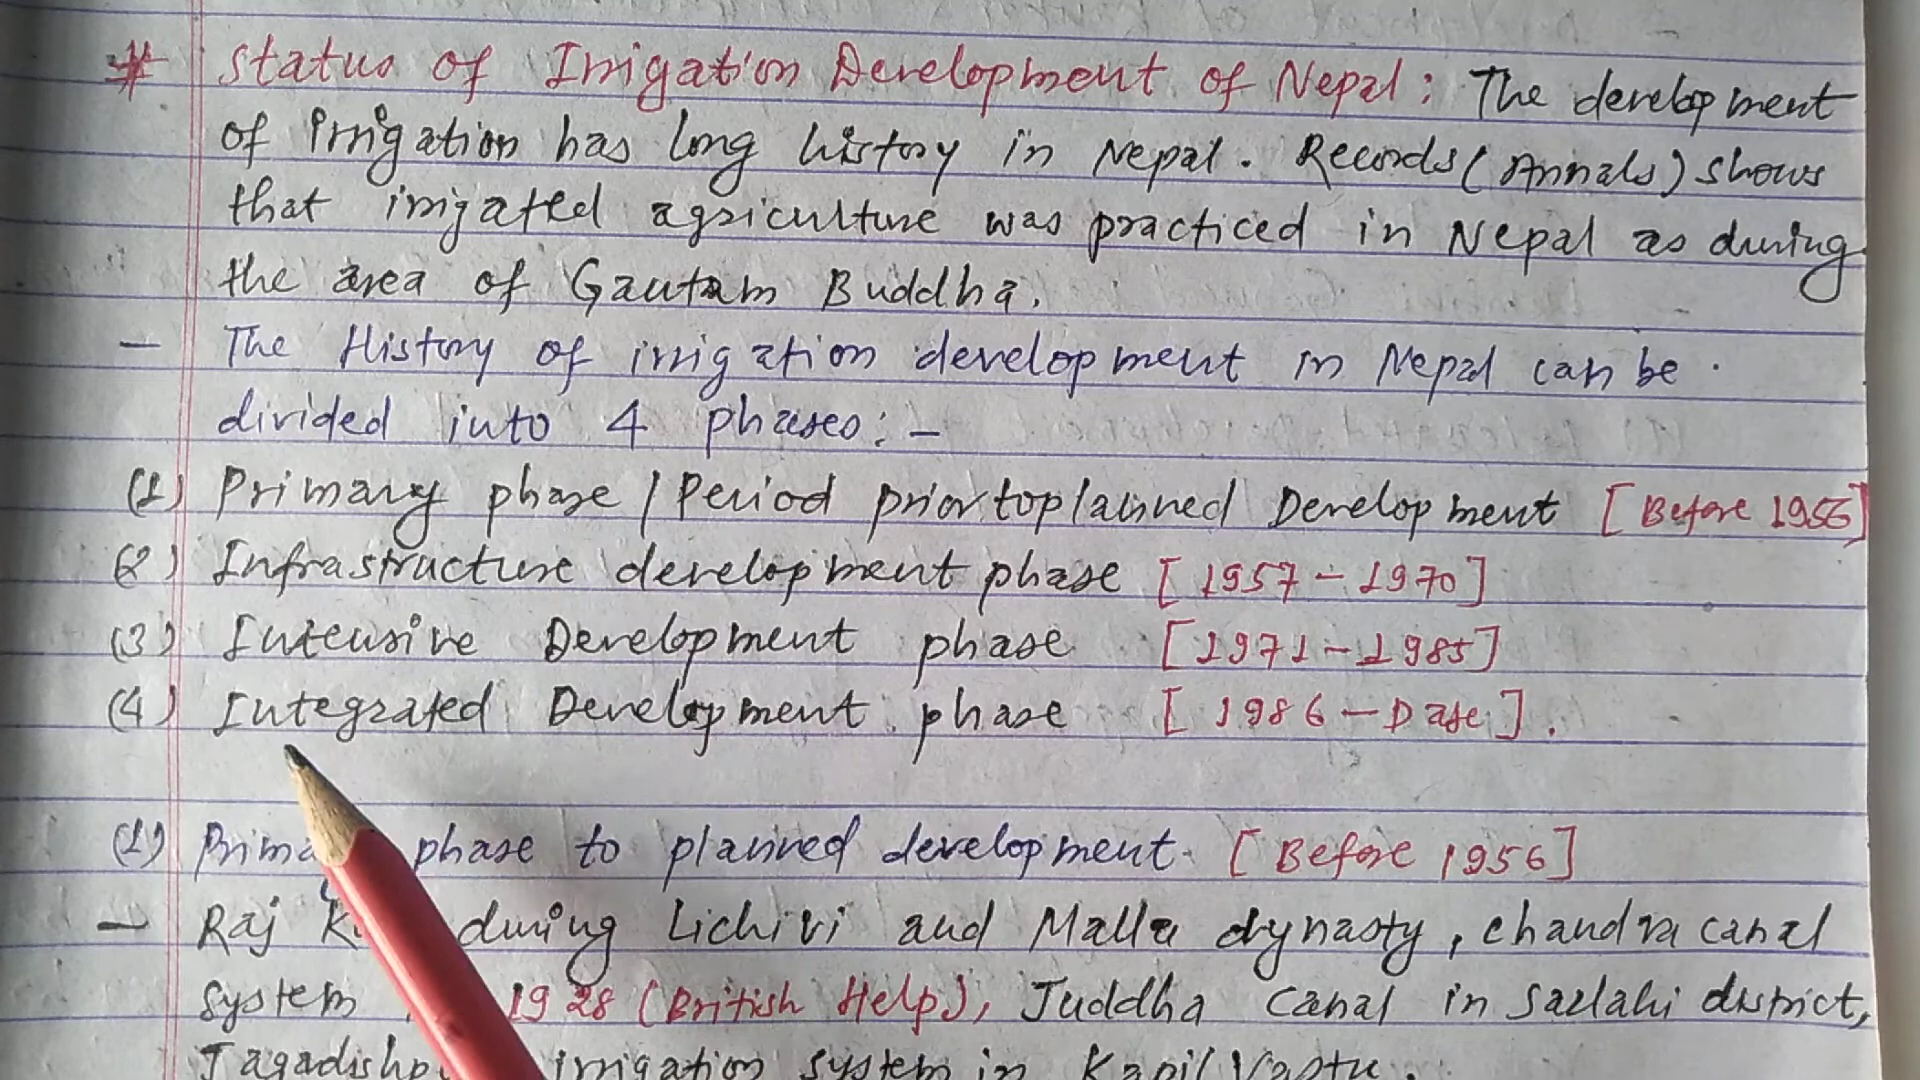 # Status of Irrigation Development of Nepal : The development
of irrigation has long history in Nepal. Records (Annals) shows
that irrigated agriculture was practiced in Nepal as during
the area of Gautam Buddha.
- The History of irrigation development in Nepal can be
divided into 4 phases : -
(1) Primary phase / Period prior to planned Development [Before 1956]
(2) Infrastructure development phase [1957 - 1970]
(3) Intensive Development phase [1971 - 1985]
(4) Integrated Development phase [1986 - Date].
(1) phase to planned development. [Before 1956]
- Raj during Lichivi and Malla dynasty, chandra canal
System 1928 (British Help), Juddha Canal in Sarlahi district,
irrigation system in Kapil Vastu.